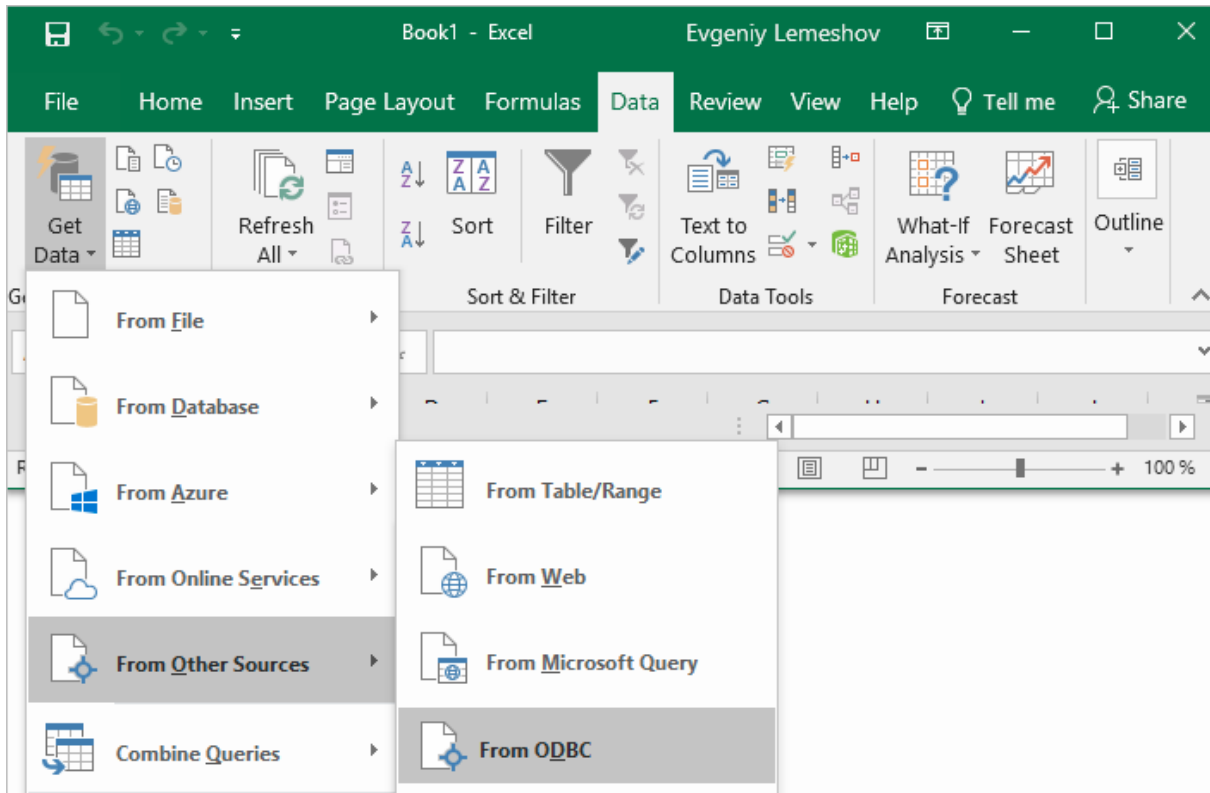 Book1 - Excel
Evgeniy Lemeshov
File Home Insert Page Layout Formulas Data Review View Help Tell me Share
Get Data
Refresh All
Sort
Filter
Text to Columns
What-If Analysis
Forecast Sheet
Outline
Sort & Filter
Data Tools
Forecast
From File
From Database
From Azure
From Online Services
From Other Sources
Combine Queries
From Table/Range
From Web
From Microsoft Query
From ODBC
100 %